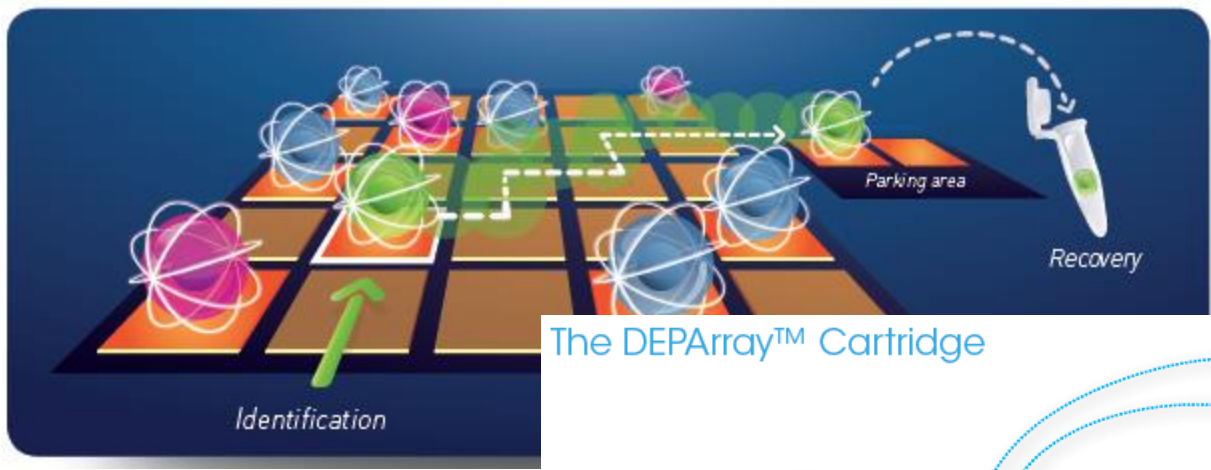 Parking area
Recovery
The DEPArray™ Cartridge
Identification